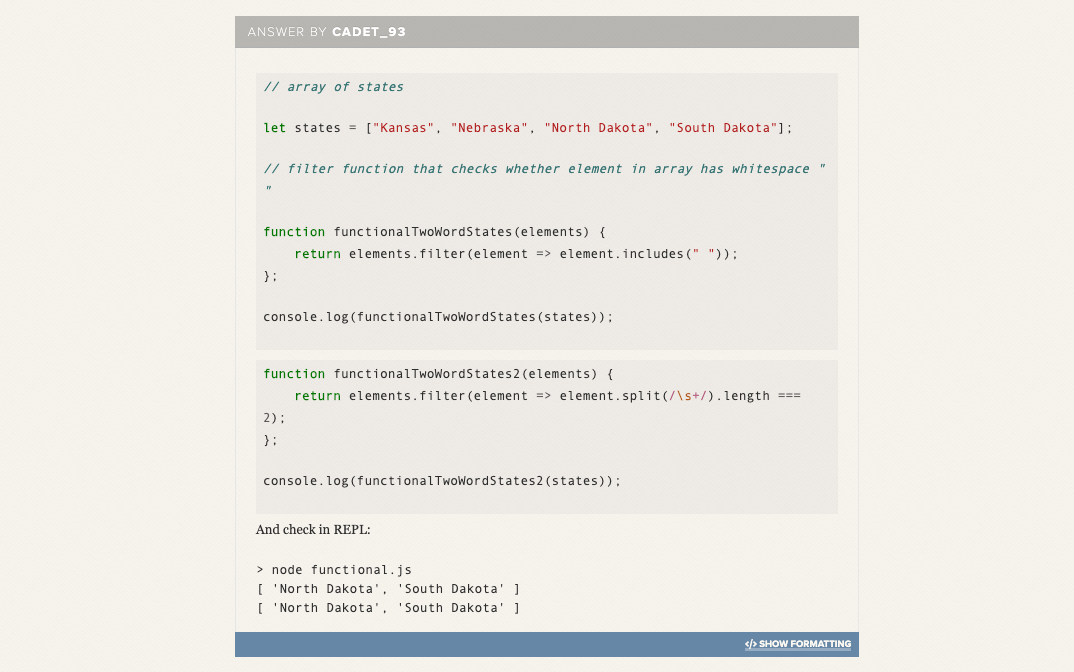 ANSWER BY CADET_93
// array of states
let states = ["Kansas", "Nebraska", "North Dakota", "South Dakota"];
// filter function that checks whether element in array has whitespace "
"
function functionalTwoWordStates(elements) {
    return elements.filter(element => element.includes(" "));
};
console.log(functionalTwoWordStates(states));
function functionalTwoWordStates2(elements) {
    return elements.filter(element => element.split(/\s+/).length ===
2);
};
console.log(functionalTwoWordStates2(states));
And check in REPL:
> node functional.js
[ 'North Dakota', 'South Dakota' ]
[ 'North Dakota', 'South Dakota' ]
</> SHOW FORMATTING